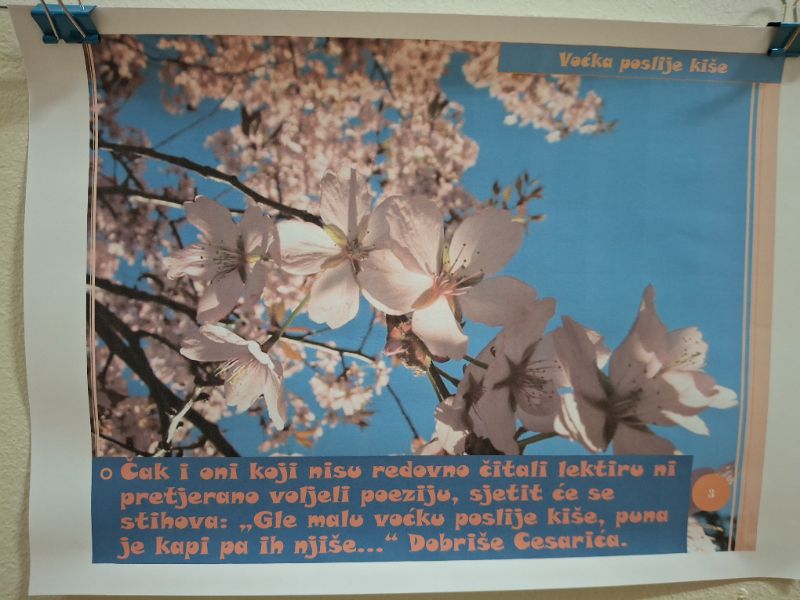 Voćka poslije kiše
Čak i oni koji nisu redovno čitali lektiru ni
pretjerano voljeli poeziju, sjetit će se
stihova: „Gle malu voćku poslije kiše, puna
je kapi pa ih njiše...“ Dobriše Cesarića.
3